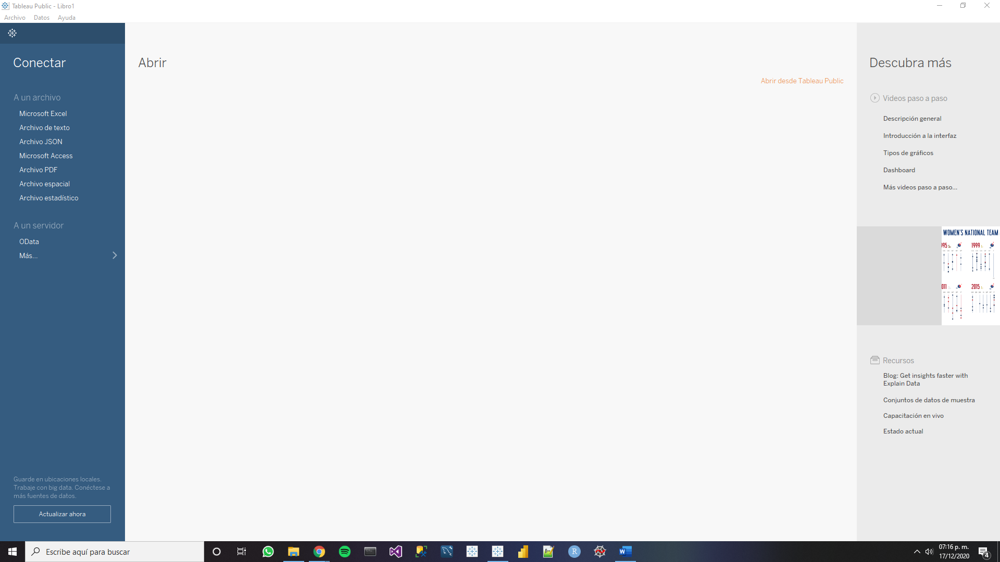 Tableau Public - Libro1
Archivo Datos Ayuda
Conectar
A un archivo
Microsoft Excel
Archivo de texto
Archivo JSON
Microsoft Access
Archivo PDF
Archivo espacial
Archivo estadístico
A un servidor
OData
Más...
Guarde en ubicaciones locales.
Trabaje con big data. Conéctese a
más fuentes de datos.
Actualizar ahora
Abrir
Abrir desde Tableau Public
Descubra más
Videos paso a paso
Descripción general
Introducción a la interfaz
Tipos de gráficos
Dashboard
Más videos paso a paso...
WOMEN'S NATIONAL TEAM
1999
2015
Recursos
Blog: Get insights faster with
Explain Data
Conjuntos de datos de muestra
Capacitación en vivo
Estado actual
Escribe aquí para buscar
07:16 p. m.
17/12/2020
4